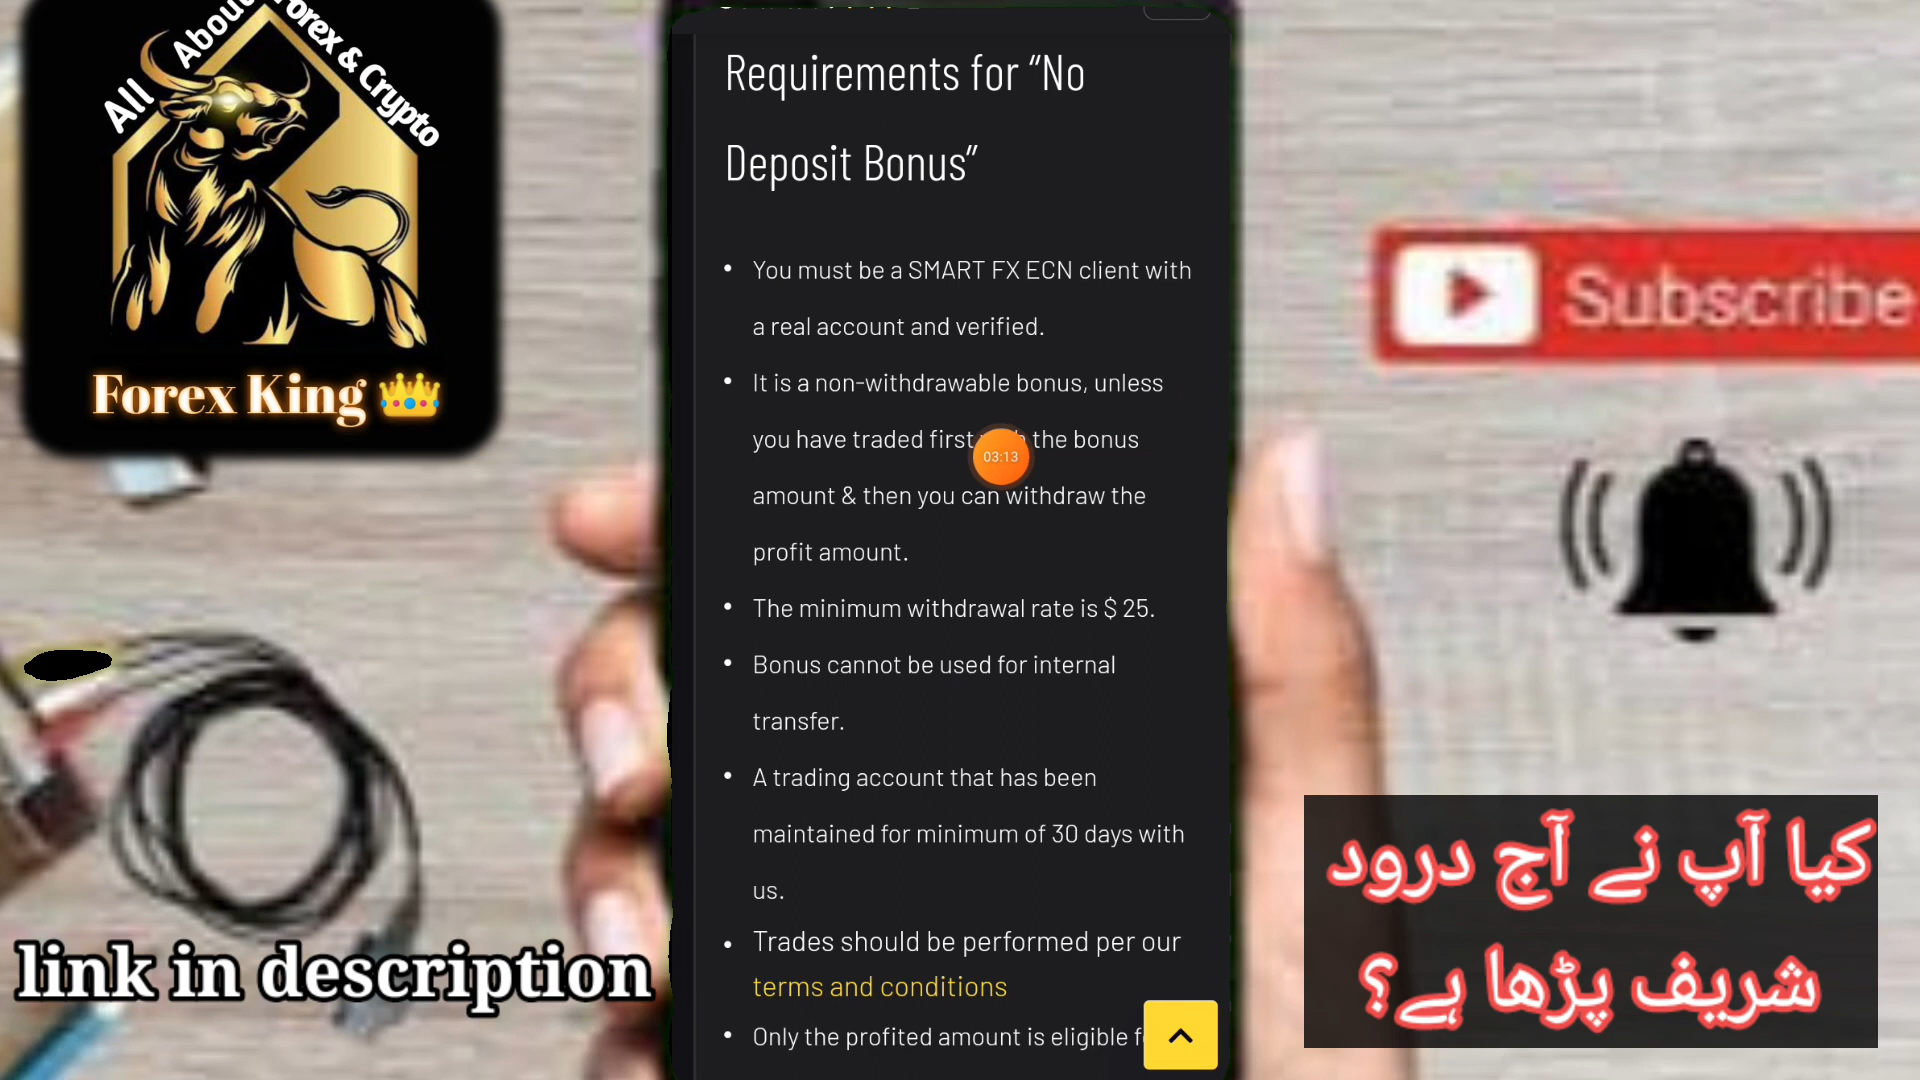 All About Forex & Crypto
Forex King
link in description
Requirements for “No
Deposit Bonus”
• You must be a SMART FX ECN client with
a real account and verified.
• It is a non-withdrawable bonus, unless
you have traded first the bonus
amount & then you can withdraw the
profit amount.
• The minimum withdrawal rate is $ 25.
• Bonus cannot be used for internal
transfer.
• A trading account that has been
maintained for minimum of 30 days with
us.
• Trades should be performed per our
terms and conditions
• Only the profited amount is eligible
03:13
Subscribe
کیا آپ نے آج درود
شریف پڑھا ہے؟